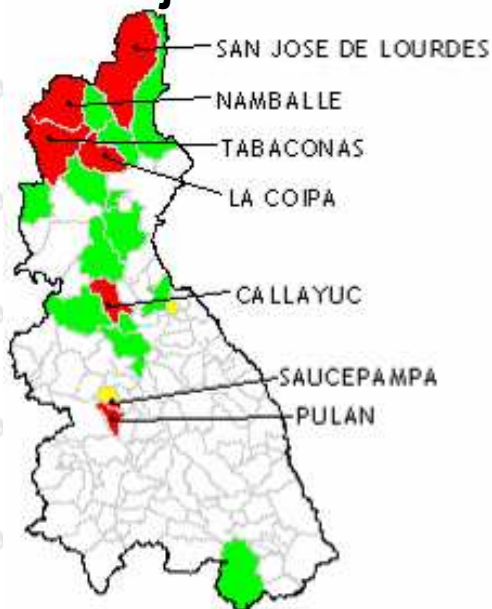 SAN JOSE DE LOURDES
NAMBALLE
TABACONAS
LA COIPA
CALLAYUC
SAUCEPAMPA
PULAN